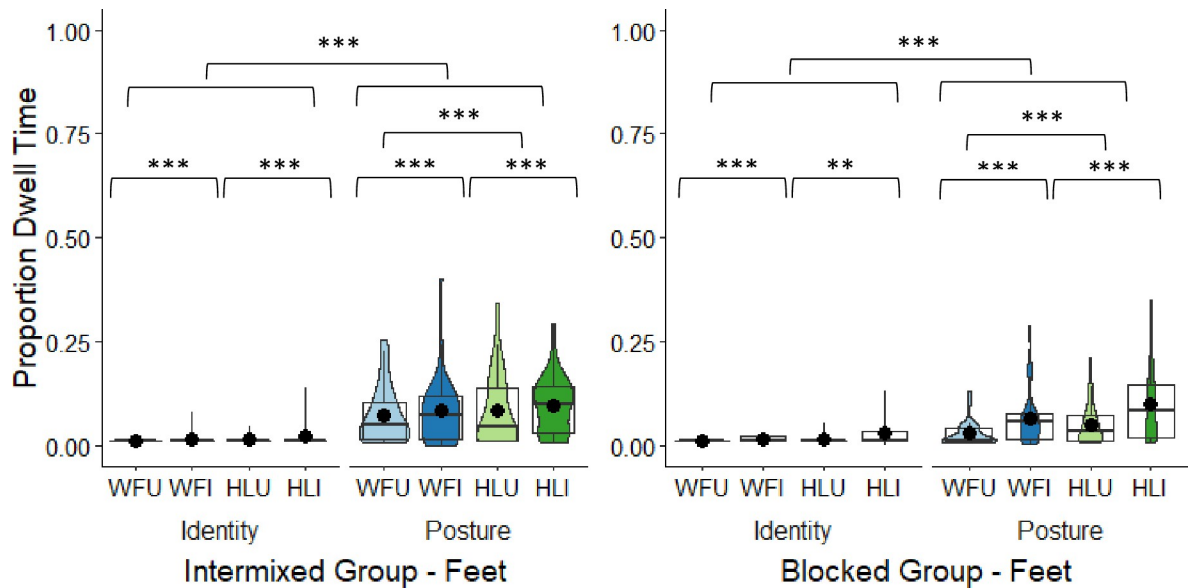 1.00
0.75
0.50
0.25
0.00
Proportion Dwell Time
***
***
*** *** *** ***
WFU WFI HLU HLI WFU WFI HLU HLI
Identity Posture
Intermixed Group - Feet
1.00
0.75
0.50
0.25
0.00
***
***
*** ** *** ***
WFU WFI HLU HLI WFU WFI HLU HLI
Identity Posture
Blocked Group - Feet